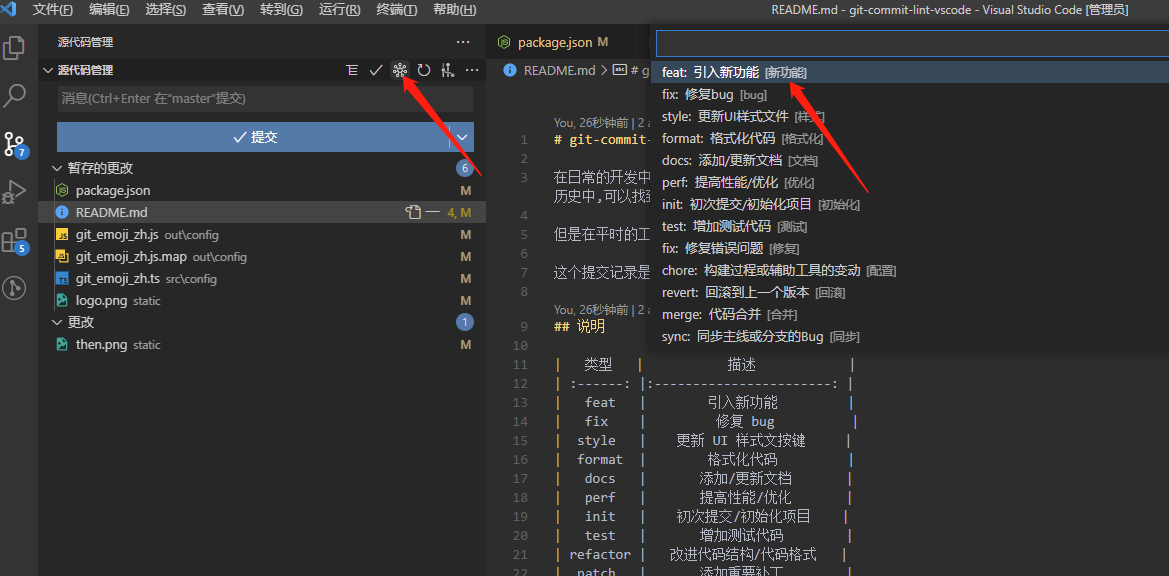 文件(F) 编辑(E) 选择(S) 查看(V) 转到(G) 运行(R) 终端(T) 帮助(H) README.md - git-commit-lint-vscode - Visual Studio Code [管理员]
源代码管理
源代码管理
消息(Ctrl+Enter 在"master"提交)
提交
暂存的更改 6
package.json M
README.md 4, M
git_emoji_zh.js out\config M
git_emoji_zh.js.map out\config M
git_emoji_zh.ts src\config M
logo.png static M
更改 1
then.png static M
7
5
package.json M
README.md > # g
feat: 引入新功能 [新功能]
fix: 修复bug [bug]
style: 更新UI样式文件 [样式]
format: 格式化代码 [格式化]
docs: 添加/更新文档 [文档]
perf: 提高性能/优化 [优化]
init: 初次提交/初始化项目 [初始化]
test: 增加测试代码 [测试]
fix: 修复错误问题 [修复]
chore: 构建过程或辅助工具的变动 [配置]
revert: 回滚到上一个版本 [回滚]
merge: 代码合并 [合并]
sync: 同步主线或分支的Bug [同步]
You, 26秒钟前 | 2 a
1 # git-commit-
2
3 在日常的开发中
历史中,可以找
4
5 但是在平时的工
6
7 这个提交记录是
8
You, 26秒钟前 | 2 a
9 ## 说明
10
11 | 类型 | 描述 |
12 | :------: |:-----------------------: |
13 | feat | 引入新功能 |
14 | fix | 修复 bug |
15 | style | 更新 UI 样式文按键 |
16 | format | 格式化代码 |
17 | docs | 添加/更新文档 |
18 | perf | 提高性能/优化 |
19 | init | 初次提交/初始化项目 |
20 | test | 增加测试代码 |
21 | refactor | 改进代码结构/代码格式 |
22 | patch | 添加重要补丁 |